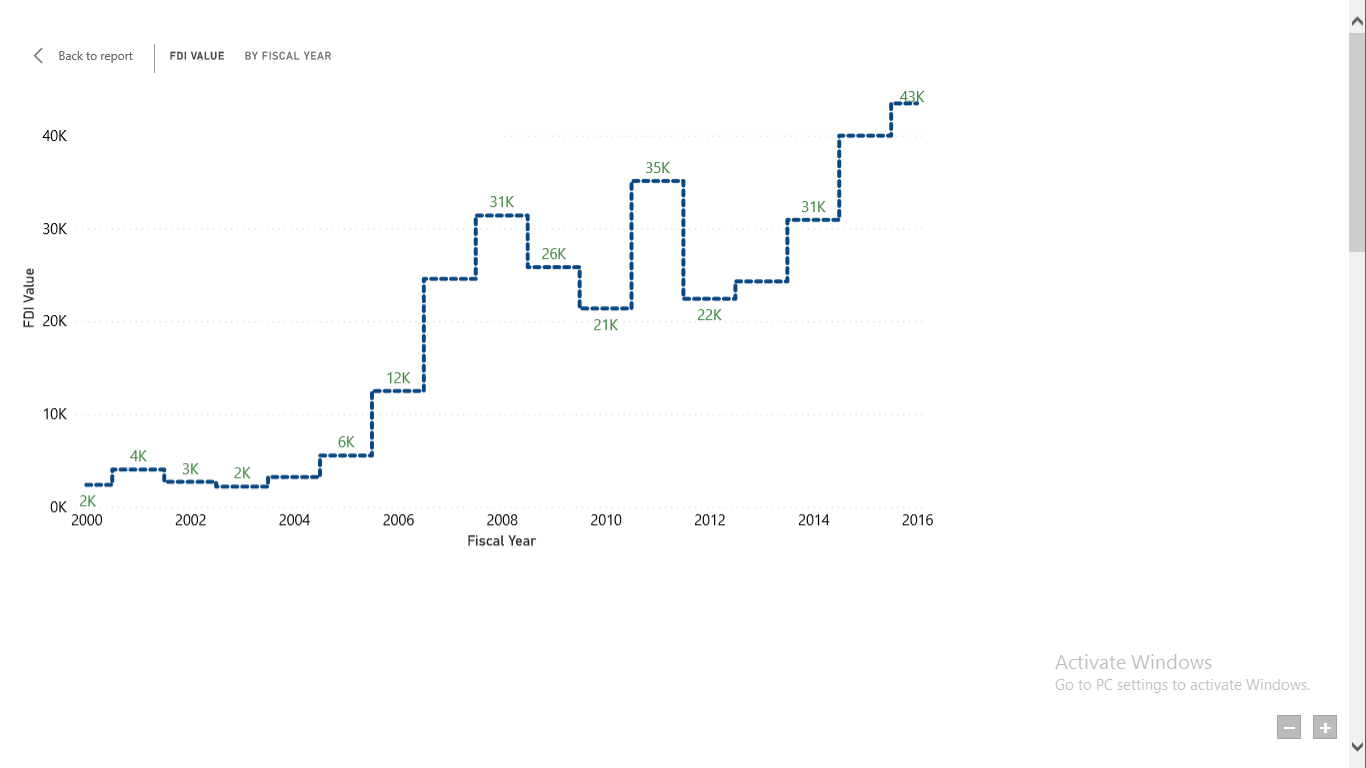 Back to report
FDI VALUE
BY FISCAL YEAR
43K
40K
35K
31K
31K
30K
26K
21K
22K
FDI Value
20K
12K
10K
6K
4K
3K
2K
2K
0K
2000 2002 2004 2006 2008 2010 2012 2014 2016
Fiscal Year
Activate Windows
Go to PC settings to activate Windows.